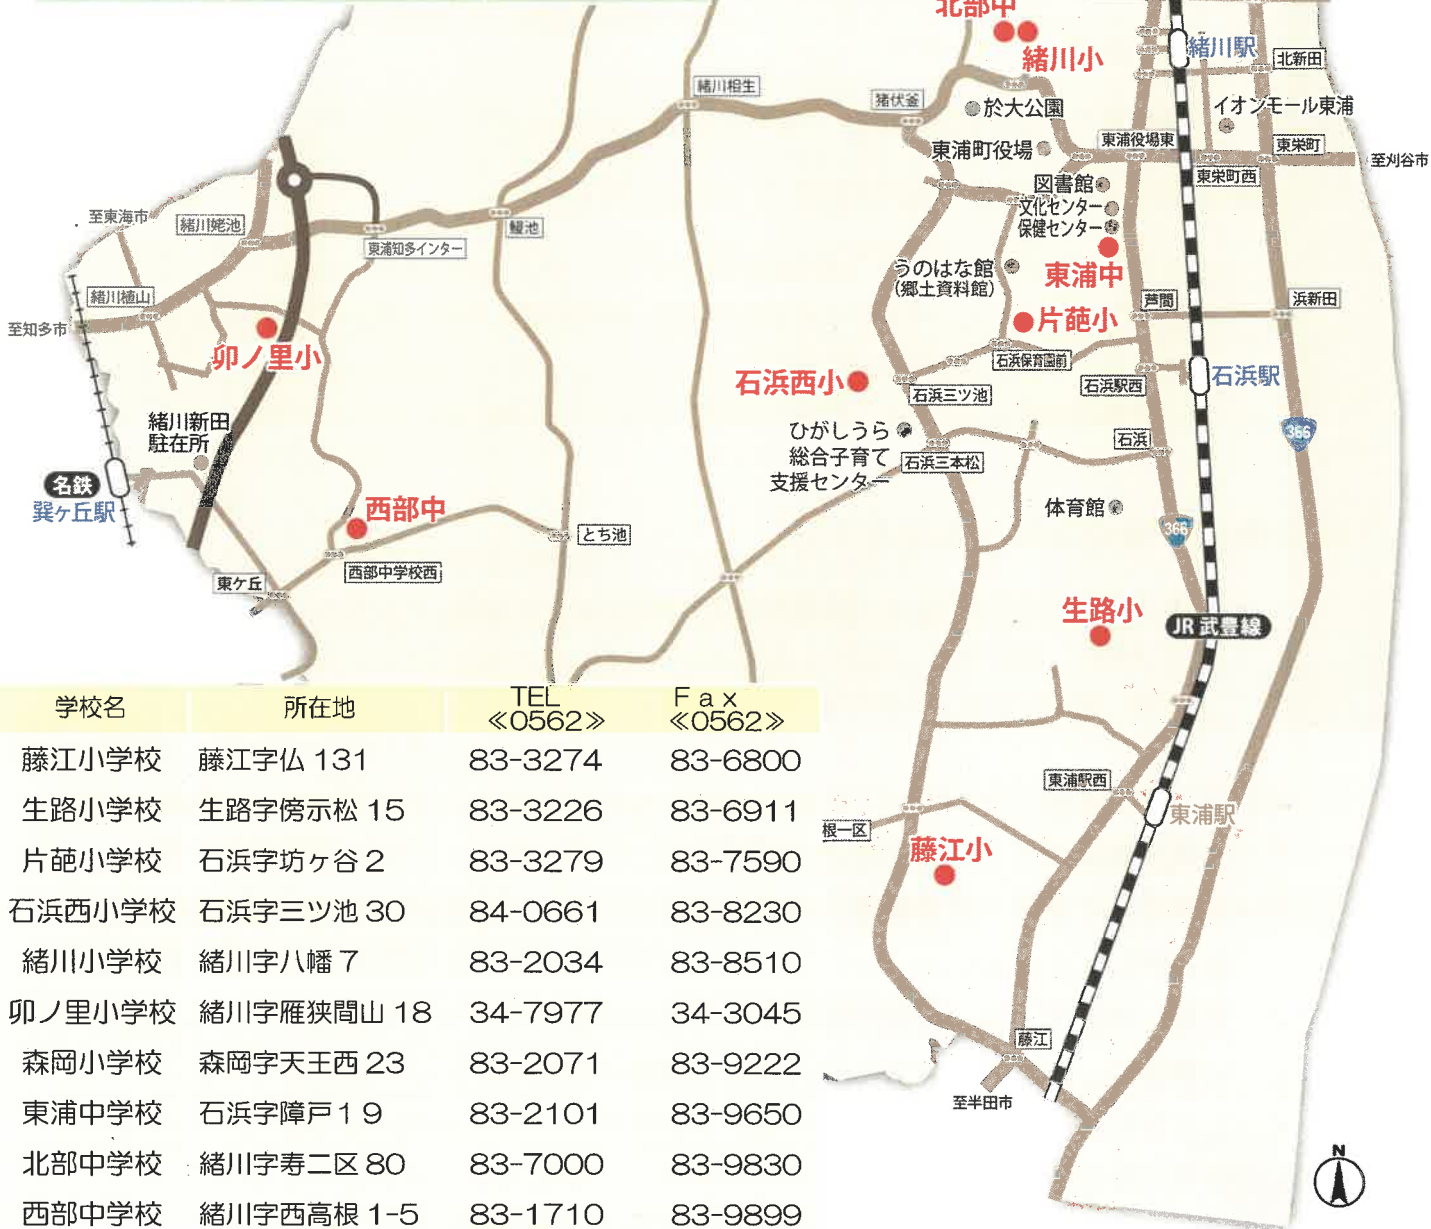 北部中
緒川小
緒川駅
北新田
緒川相生
猪伏釜
於大公園
イオンモール東浦
東浦町役場
東浦役場東
東栄町
至刈谷市
東栄町西
図書館
文化センター
保健センター
至東海市
緒川姥池
東浦知多インター
鰻池
うのはな館
(郷土資料館)
東浦中
緒川植山
至知多市
芦間
浜新田
片葩小
卯ノ里小
石浜保育園前
石浜西小
石浜三ツ池
石浜駅西
石浜駅
緒川新田
駐在所
ひがしうら
総合子育て
支援センター
石浜三本松
石浜
366
名鉄
巽ヶ丘駅
西部中
体育館
366
とち池
西部中学校西
東ケ丘
生路小
JR 武豊線
東浦駅西
東浦駅
根一区
藤江小
藤江
至半田市
N
学校名 所在地 TEL ≪0562≫ Fax ≪0562≫
藤江小学校 藤江字仏 131 83-3274 83-6800
生路小学校 生路字傍示松 15 83-3226 83-6911
片葩小学校 石浜字坊ヶ谷 2 83-3279 83-7590
石浜西小学校 石浜字三ツ池 30 84-0661 83-8230
緒川小学校 緒川字八幡 7 83-2034 83-8510
卯ノ里小学校 緒川字雁狭間山 18 34-7977 34-3045
森岡小学校 森岡字天王西 23 83-2071 83-9222
東浦中学校 石浜字障戸19 83-2101 83-9650
北部中学校 緒川字寿二区 80 83-7000 83-9830
西部中学校 緒川字西高根 1-5 83-1710 83-9899